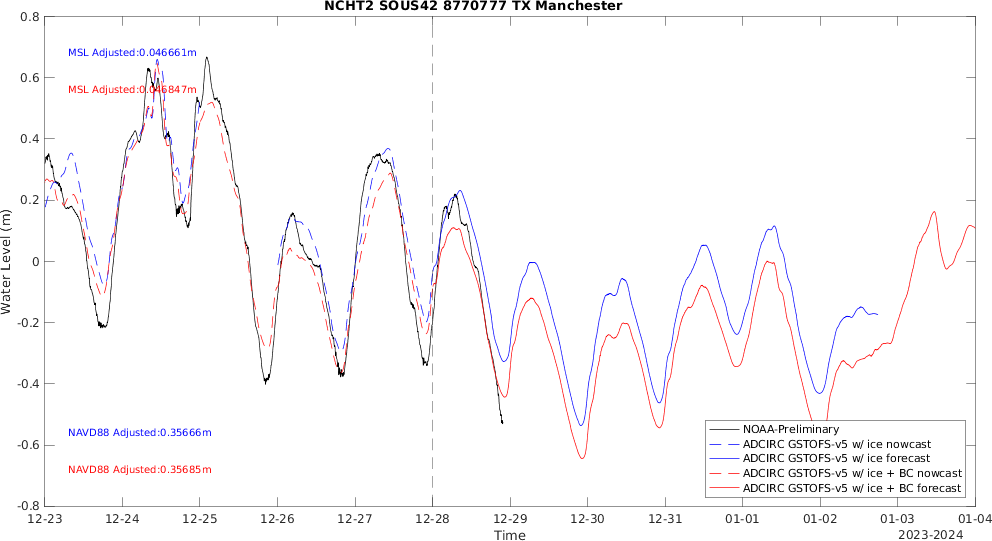 NCHT2 SOUS42 8770777 TX Manchester
0.8
0.6
0.4
0.2
0
-0.2
-0.4
-0.6
-0.8
Water Level (m)
MSL Adjusted:0.046661m
MSL Adjusted:0.046847m
NAVD88 Adjusted:0.35666m
NAVD88 Adjusted:0.35685m
NOAA-Preliminary
ADCIRC GSTOFS-v5 w/ ice nowcast
ADCIRC GSTOFS-v5 w/ ice forecast
ADCIRC GSTOFS-v5 w/ ice + BC nowcast
ADCIRC GSTOFS-v5 w/ ice + BC forecast
12-23 12-24 12-25 12-26 12-27 12-28 12-29 12-30 12-31 01-01 01-02 01-03 01-04
Time
2023-2024